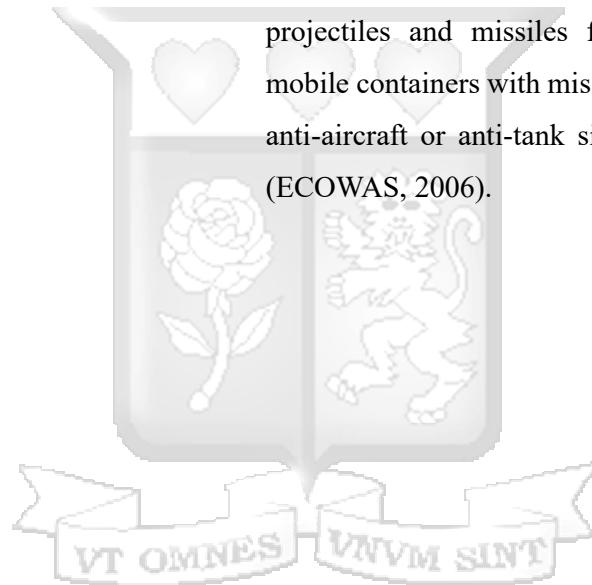 projectiles and missiles f
mobile containers with mis
anti-aircraft or anti-tank si
(ECOWAS, 2006).
VT OMNES VNVM SINT